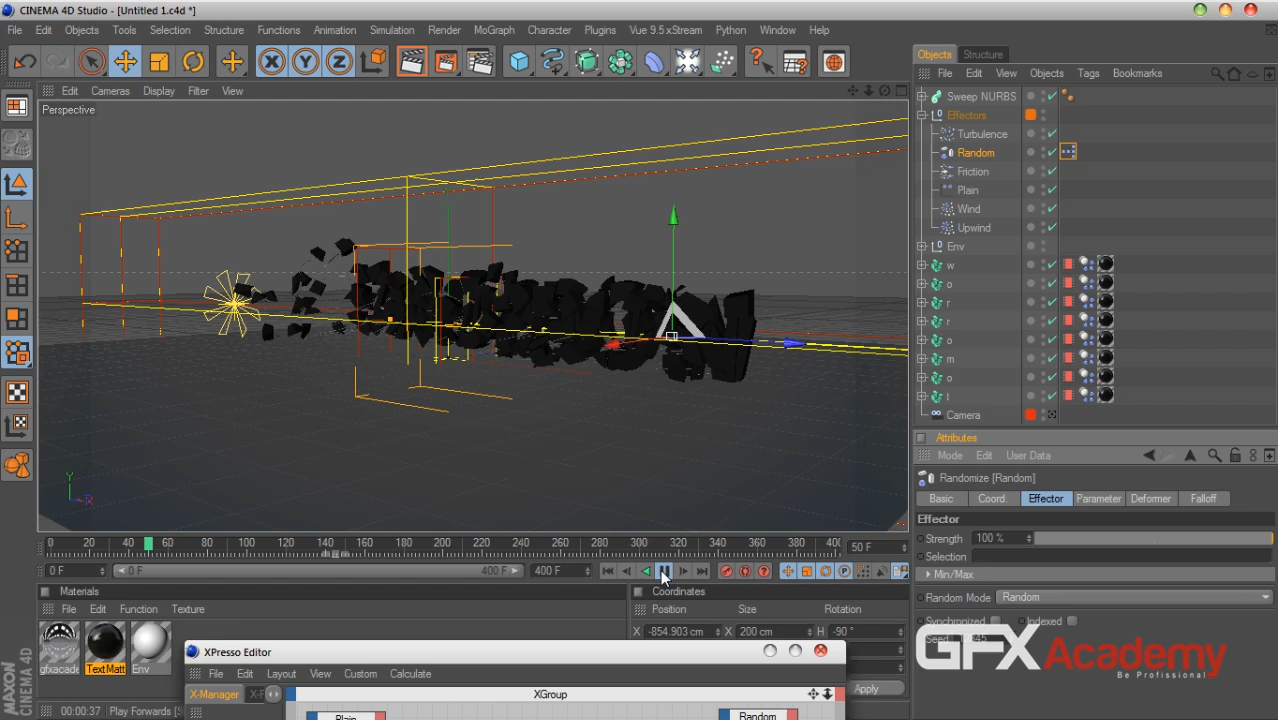 CINEMA 4D Studio - [Untitled 1.c4d *]
File Edit Objects Tools Selection Structure Functions Animation Simulation Render MoGraph Character Plugins Vue 9.5 xStream Python Window Help
Edit Cameras Display Filter View
Perspective
Y
X
0 20 40 60 80 100 120 140 160 180 200 220 240 260 280 300 320 340 360 380 40
50 F
0 F
0 F
400 F
400 F
Materials
File Edit Function Texture
gfxacade
TextMatt
Env
Coordinates
Position Size Rotation
X -854.903 cm X 200 cm H -90 °
Apply
XPresso Editor
File Edit Layout View Custom Calculate
X-Manager
XGroup
Plain
Random
MAXON
CINEMA 4D
00:00:37 Play Forwards [S
Objects Structure
File Edit View Objects Tags Bookmarks
Sweep NURBS
Effectors
Turbulence
Random
Friction
Plain
Wind
Upwind
Env
w
o
r
r
o
m
o
t
Camera
Attributes
Mode Edit User Data
Randomize [Random]
Basic Coord. Effector Parameter Deformer Falloff
Effector
Strength 100 %
Selection
Min/Max
Random Mode Random
Synchronized Indexed
GFXAcademy
Be Professional